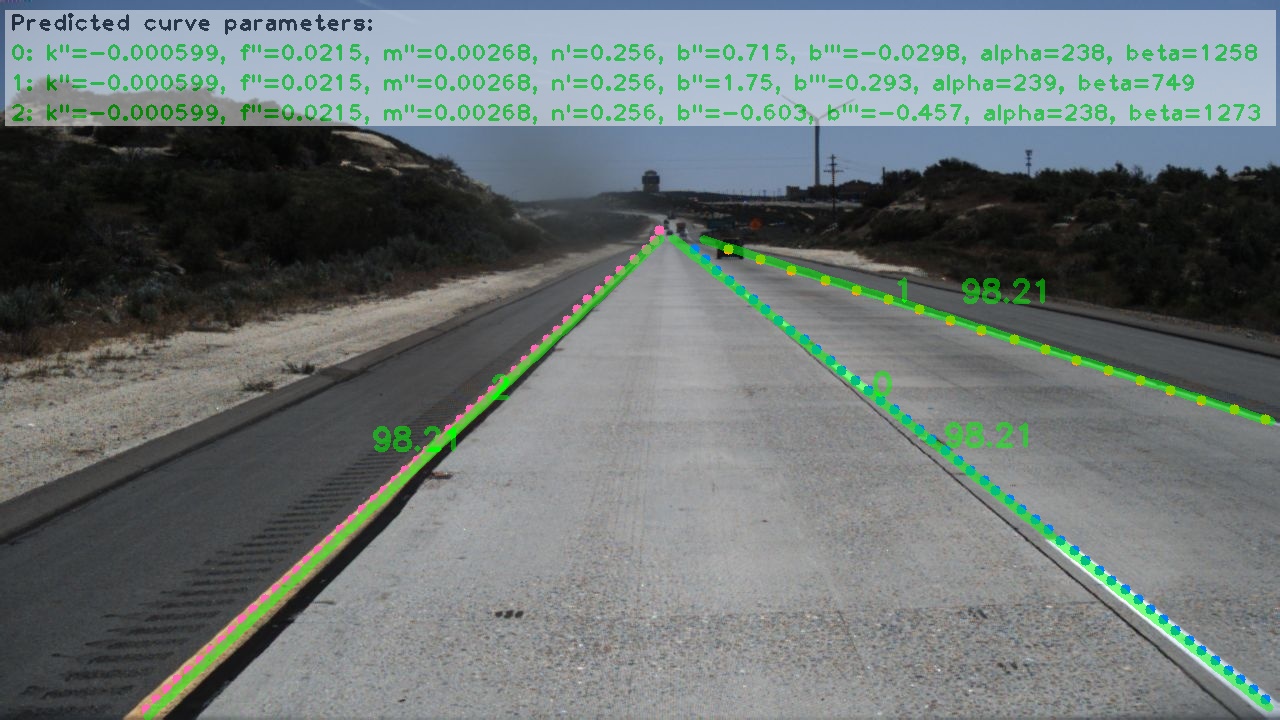 Predicted curve parameters:
0: k''=-0.000599, f''=0.0215, m''=0.00268, n'=0.256, b''=0.715, b'''=-0.0298, alpha=238, beta=1258
1: k''=-0.000599, f''=0.0215, m''=0.00268, n'=0.256, b''=1.75, b'''=0.293, alpha=239, beta=749
2: k''=-0.000599, f''=0.0215, m''=0.00268, n'=0.256, b''=-0.603, b'''=-0.457, alpha=238, beta=1273
1 98.21
2
0
98.21
98.21